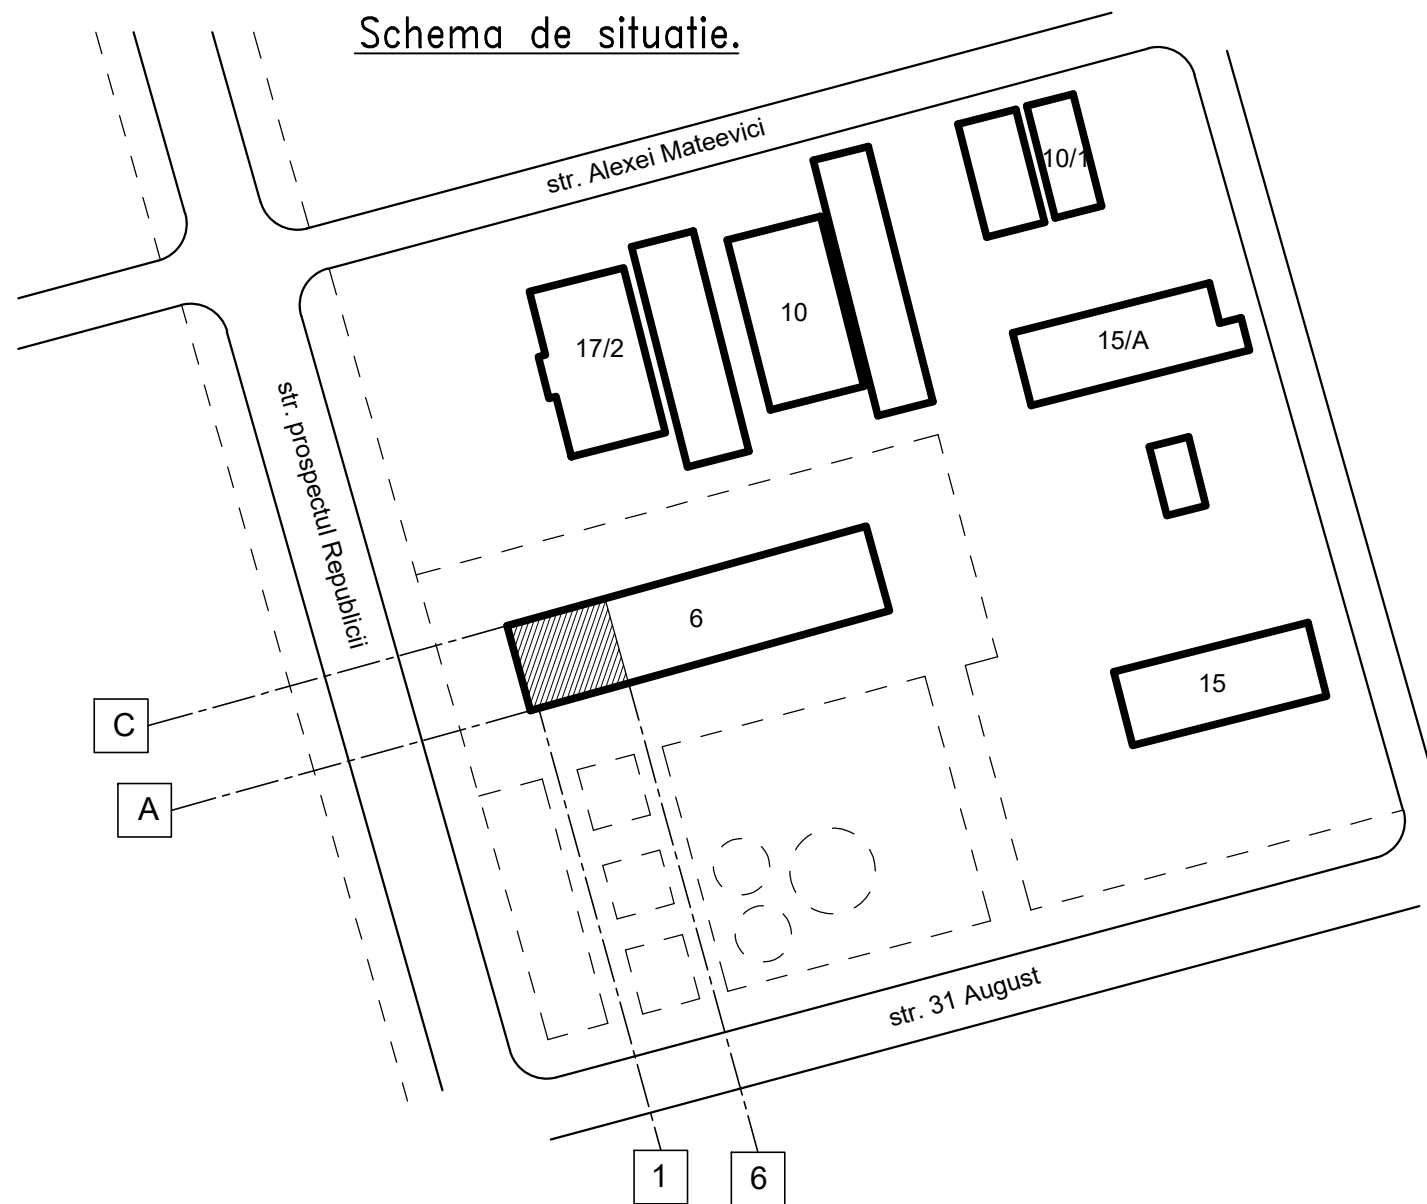 Schema de situatie.
str. Alexei Mateevici
10/1
10
17/2
15/A
str. prospectul Republicii
6
15
C
A
str. 31 August
1
6